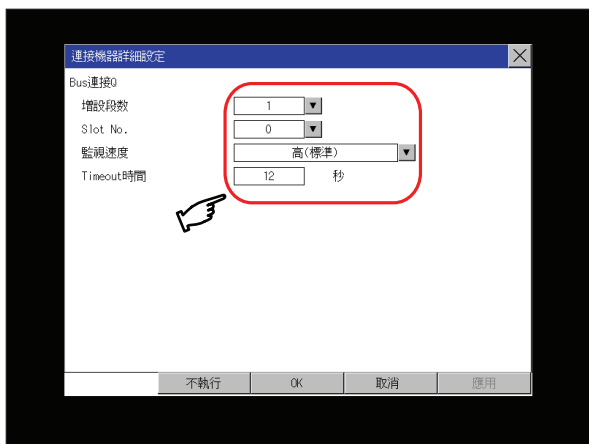 連接機器詳細設定
Bus連接Q
增設段数 1
Slot No. 0
監視速度 高(標準)
Timeout時間 12 秒
不執行 OK 取消 應用